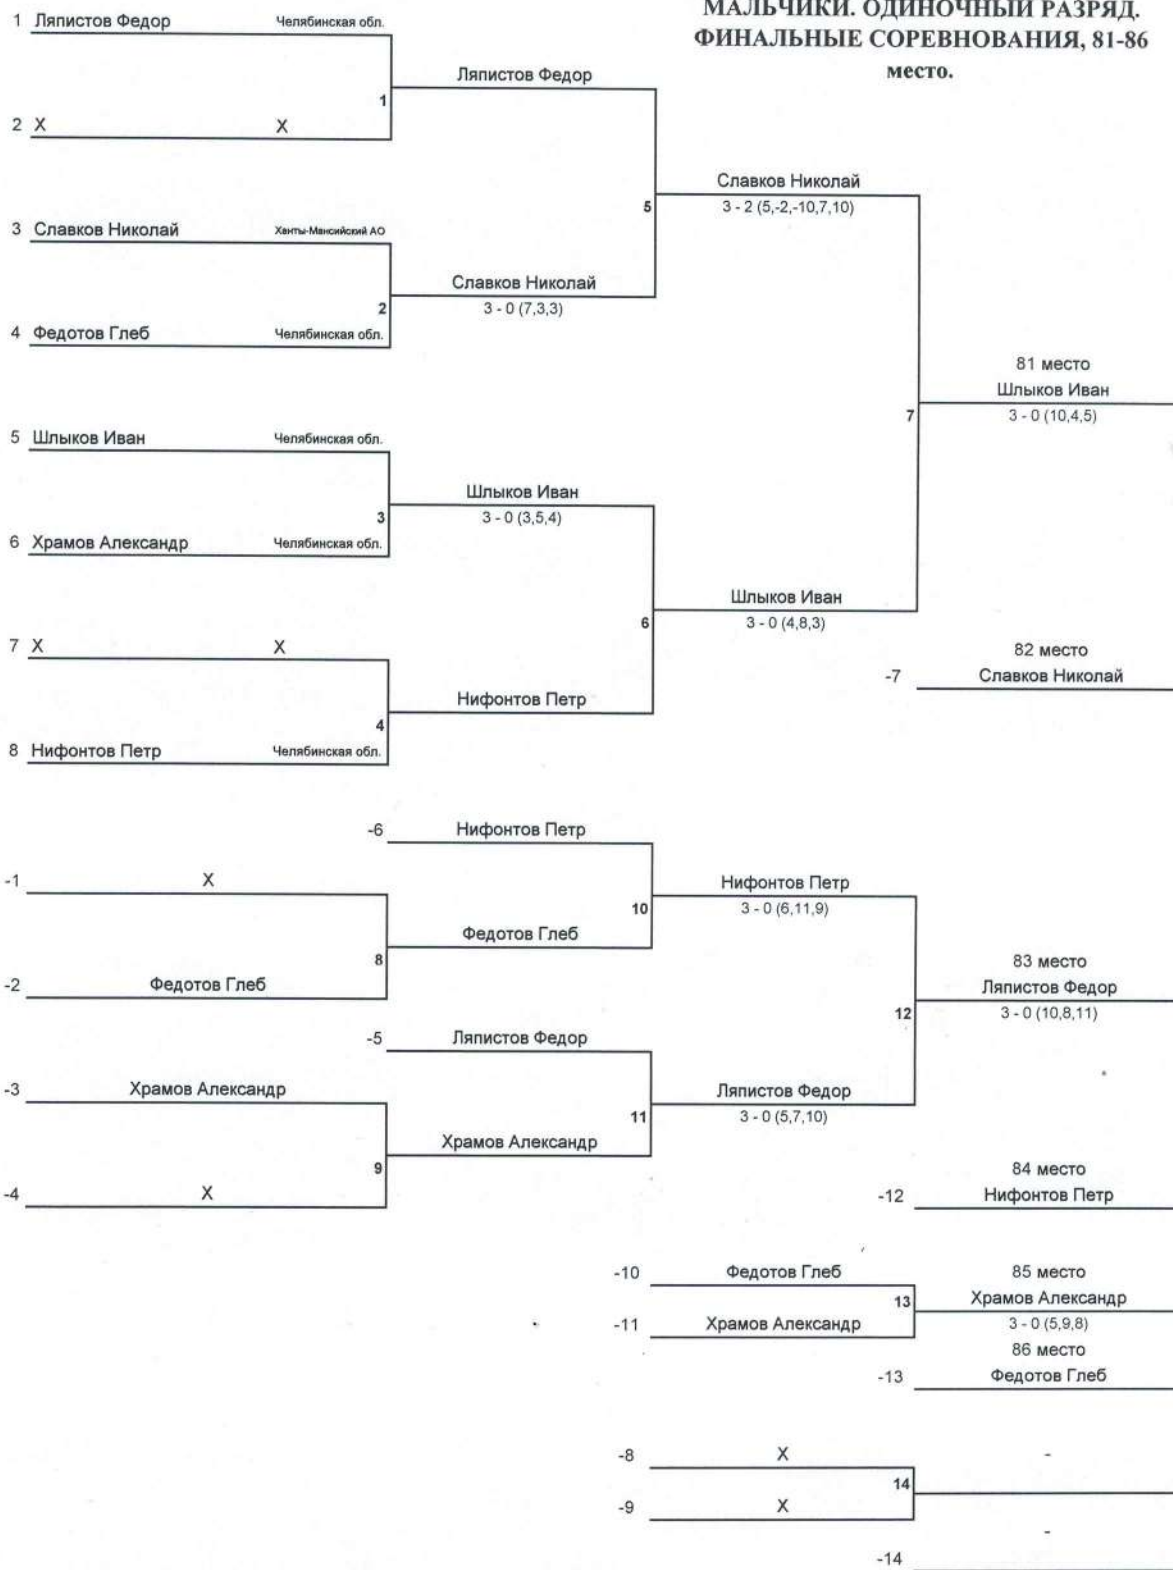 МАЛЬЧИКИ. ОДИНОЧНЫЙ РАЗРЯД.
ФИНАЛЬНЫЕ СОРЕВНОВАНИЯ, 81-86
место.
1 Ляпистов Федор Челябинская обл.
Ляпистов Федор
1
2 X X
Славков Николай
5 3 - 2 (5,-2,-10,7,10)
3 Славков Николай Ханты-Мансийский АО
Славков Николай
2 3 - 0 (7,3,3)
4 Федотов Глеб Челябинская обл.
81 место
Шлыков Иван
7 3 - 0 (10,4,5)
5 Шлыков Иван Челябинская обл.
Шлыков Иван
3 3 - 0 (3,5,4)
6 Храмов Александр Челябинская обл.
Шлыков Иван
6 3 - 0 (4,8,3)
7 X X
82 место
-7 Славков Николай
Нифонтов Петр
4
8 Нифонтов Петр Челябинская обл.
-6 Нифонтов Петр
-1 X
Нифонтов Петр
10 3 - 0 (6,11,9)
Федотов Глеб
8
-2 Федотов Глеб
83 место
Ляпистов Федор
12 3 - 0 (10,8,11)
-5 Ляпистов Федор
-3 Храмов Александр
Ляпистов Федор
11 3 - 0 (5,7,10)
Храмов Александр
9
-4 X
84 место
-12 Нифонтов Петр
-10 Федотов Глеб 85 место
13 Храмов Александр
-11 Храмов Александр 3 - 0 (5,9,8)
86 место
-13 Федотов Глеб
-8 X -
14
-9 X
-
-14